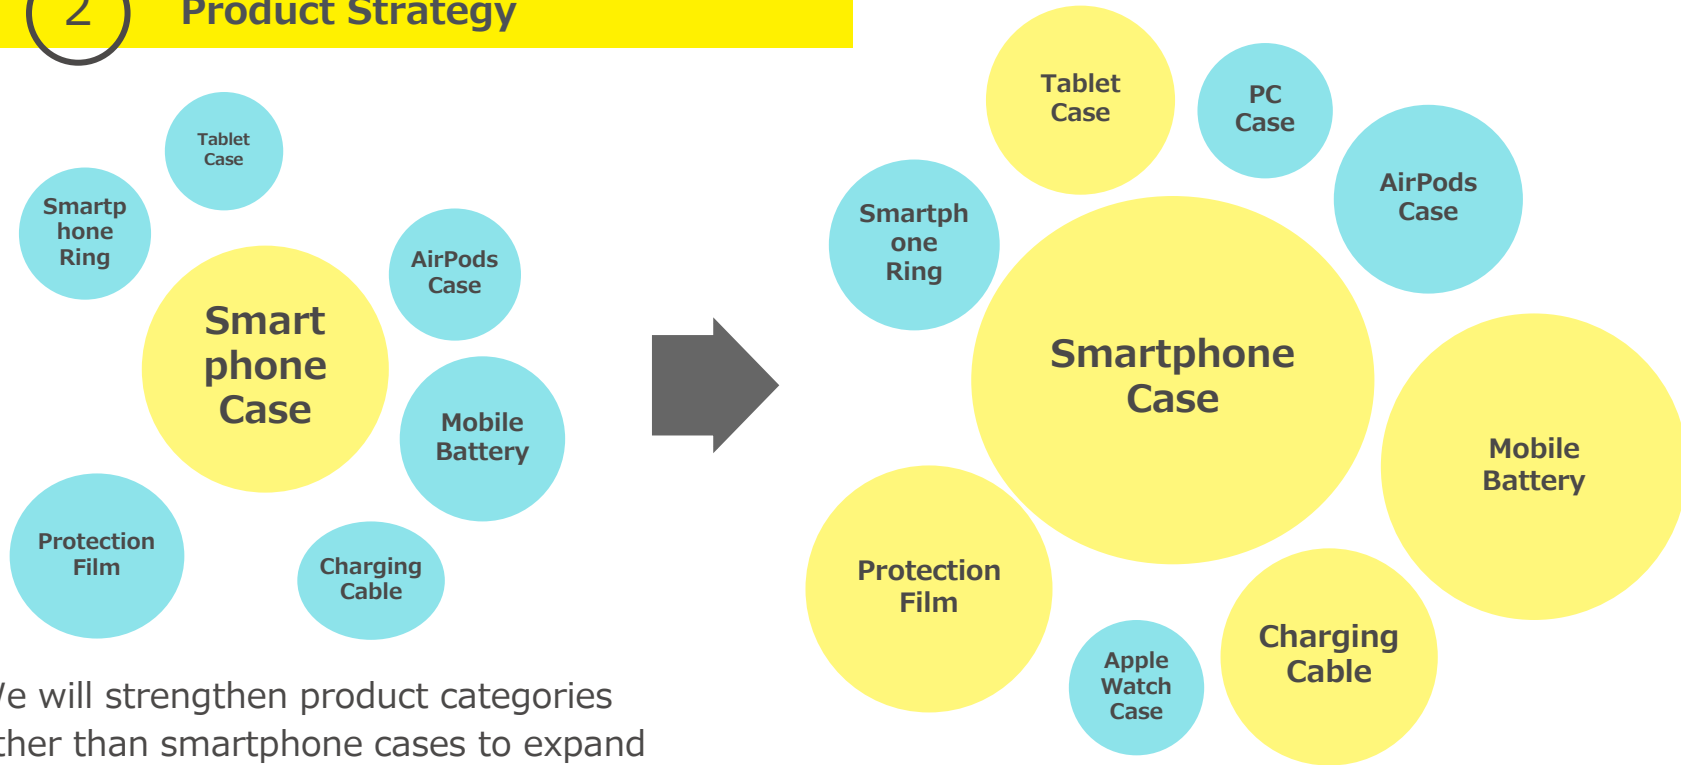 2
Product Strategy
Tablet
Case
Smartp
hone
Ring
AirPods
Case
Smart
phone
Case
Mobile
Battery
Protection
Film
Charging
Cable
We will strengthen product categories
other than smartphone cases to expand
Tablet
Case
PC
Case
AirPods
Case
Smartph
one
Ring
Smartphone
Case
Mobile
Battery
Protection
Film
Charging
Cable
Apple
Watch
Case